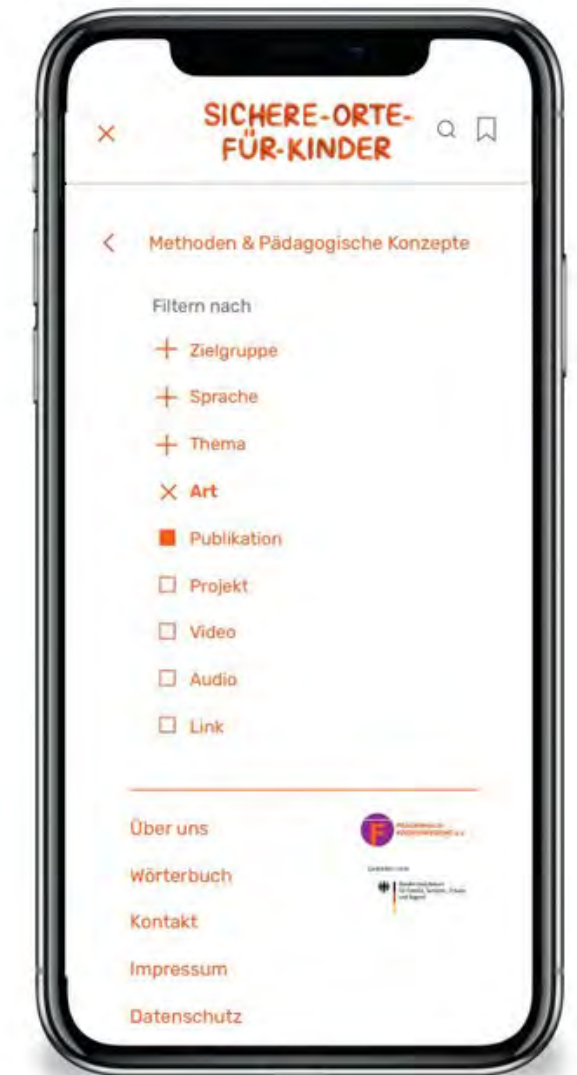 SICHERE-ORTE-
FÜR-KINDER
Methoden & Pädagogische Konzepte
Filtern nach
Zielgruppe
Sprache
Thema
Art
Publikation
Projekt
Video
Audio
Link
Über uns
Wörterbuch
Kontakt
Impressum
Datenschutz
F